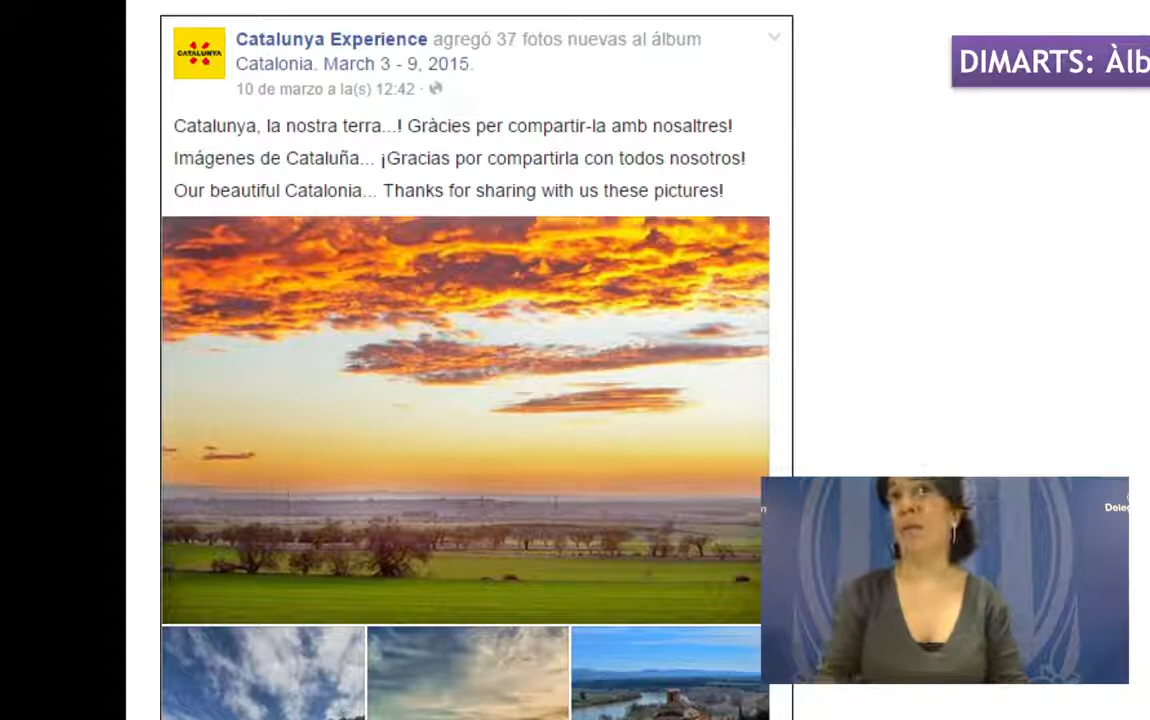 CATALUNYA
Catalunya Experience agregó 37 fotos nuevas al álbum
Catalonia. March 3 - 9, 2015.
10 de marzo a la(s) 12:42 ·
Catalunya, la nostra terra...! Gràcies per compartir-la amb nosaltres!
Imágenes de Cataluña... ¡Gracias por compartirla con todos nosotros!
Our beautiful Catalonia... Thanks for sharing with us these pictures!
DIMARTS: Àlb
Deleg